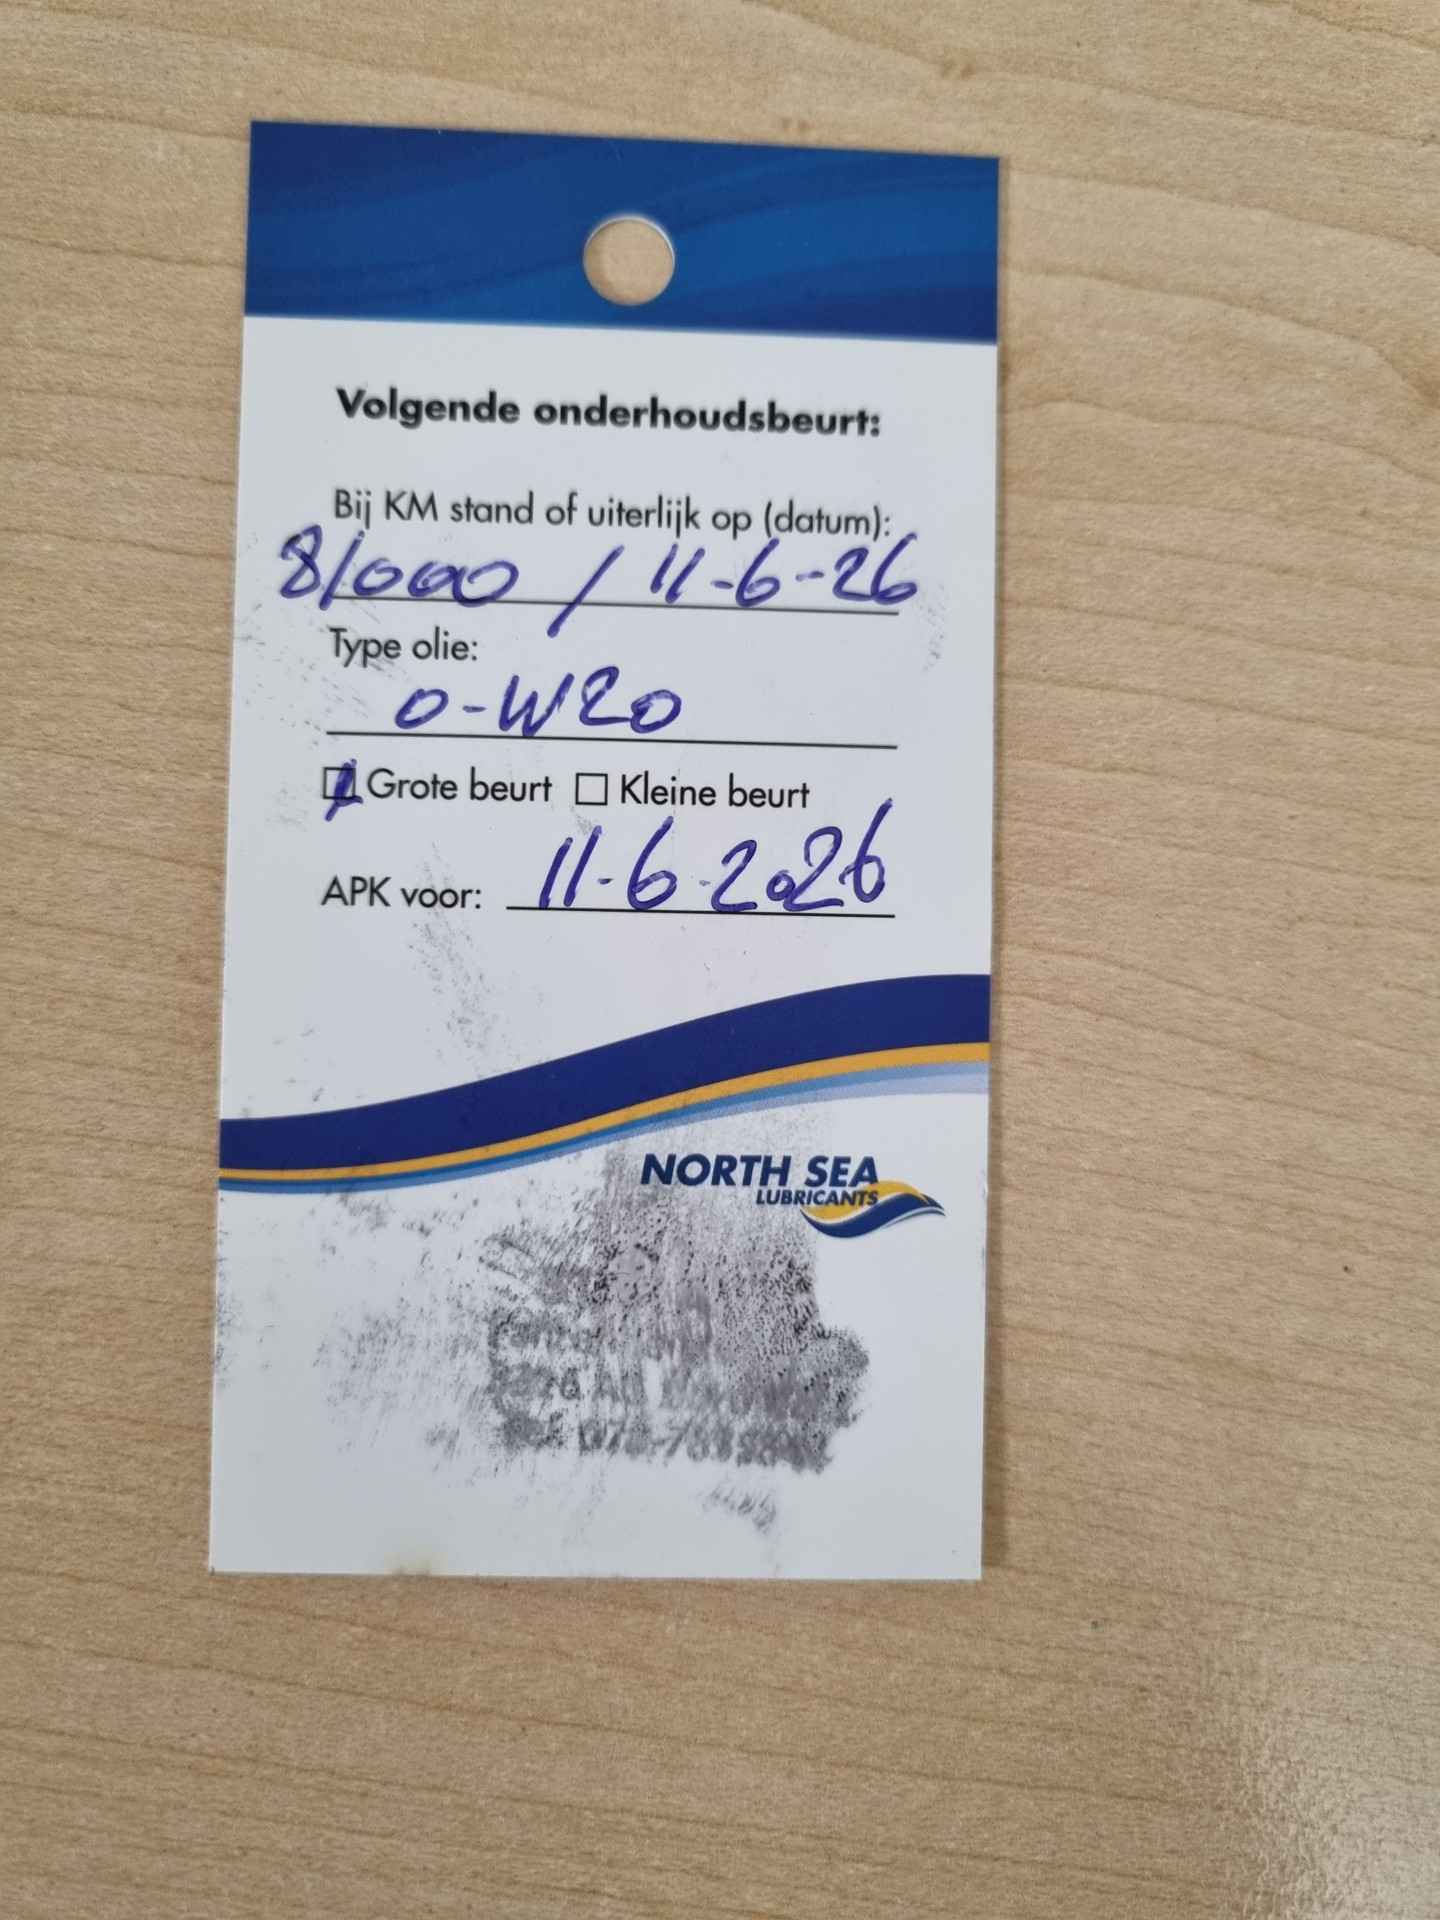 Volgende onderhoudsbeurt:
Bij KM stand of uiterlijk op (datum):
81000 / 11-6-26
Type olie:
0-W20
Grote beurt Kleine beurt
APK voor: 11-6-2026
NORTH SEA
LUBRICANTS